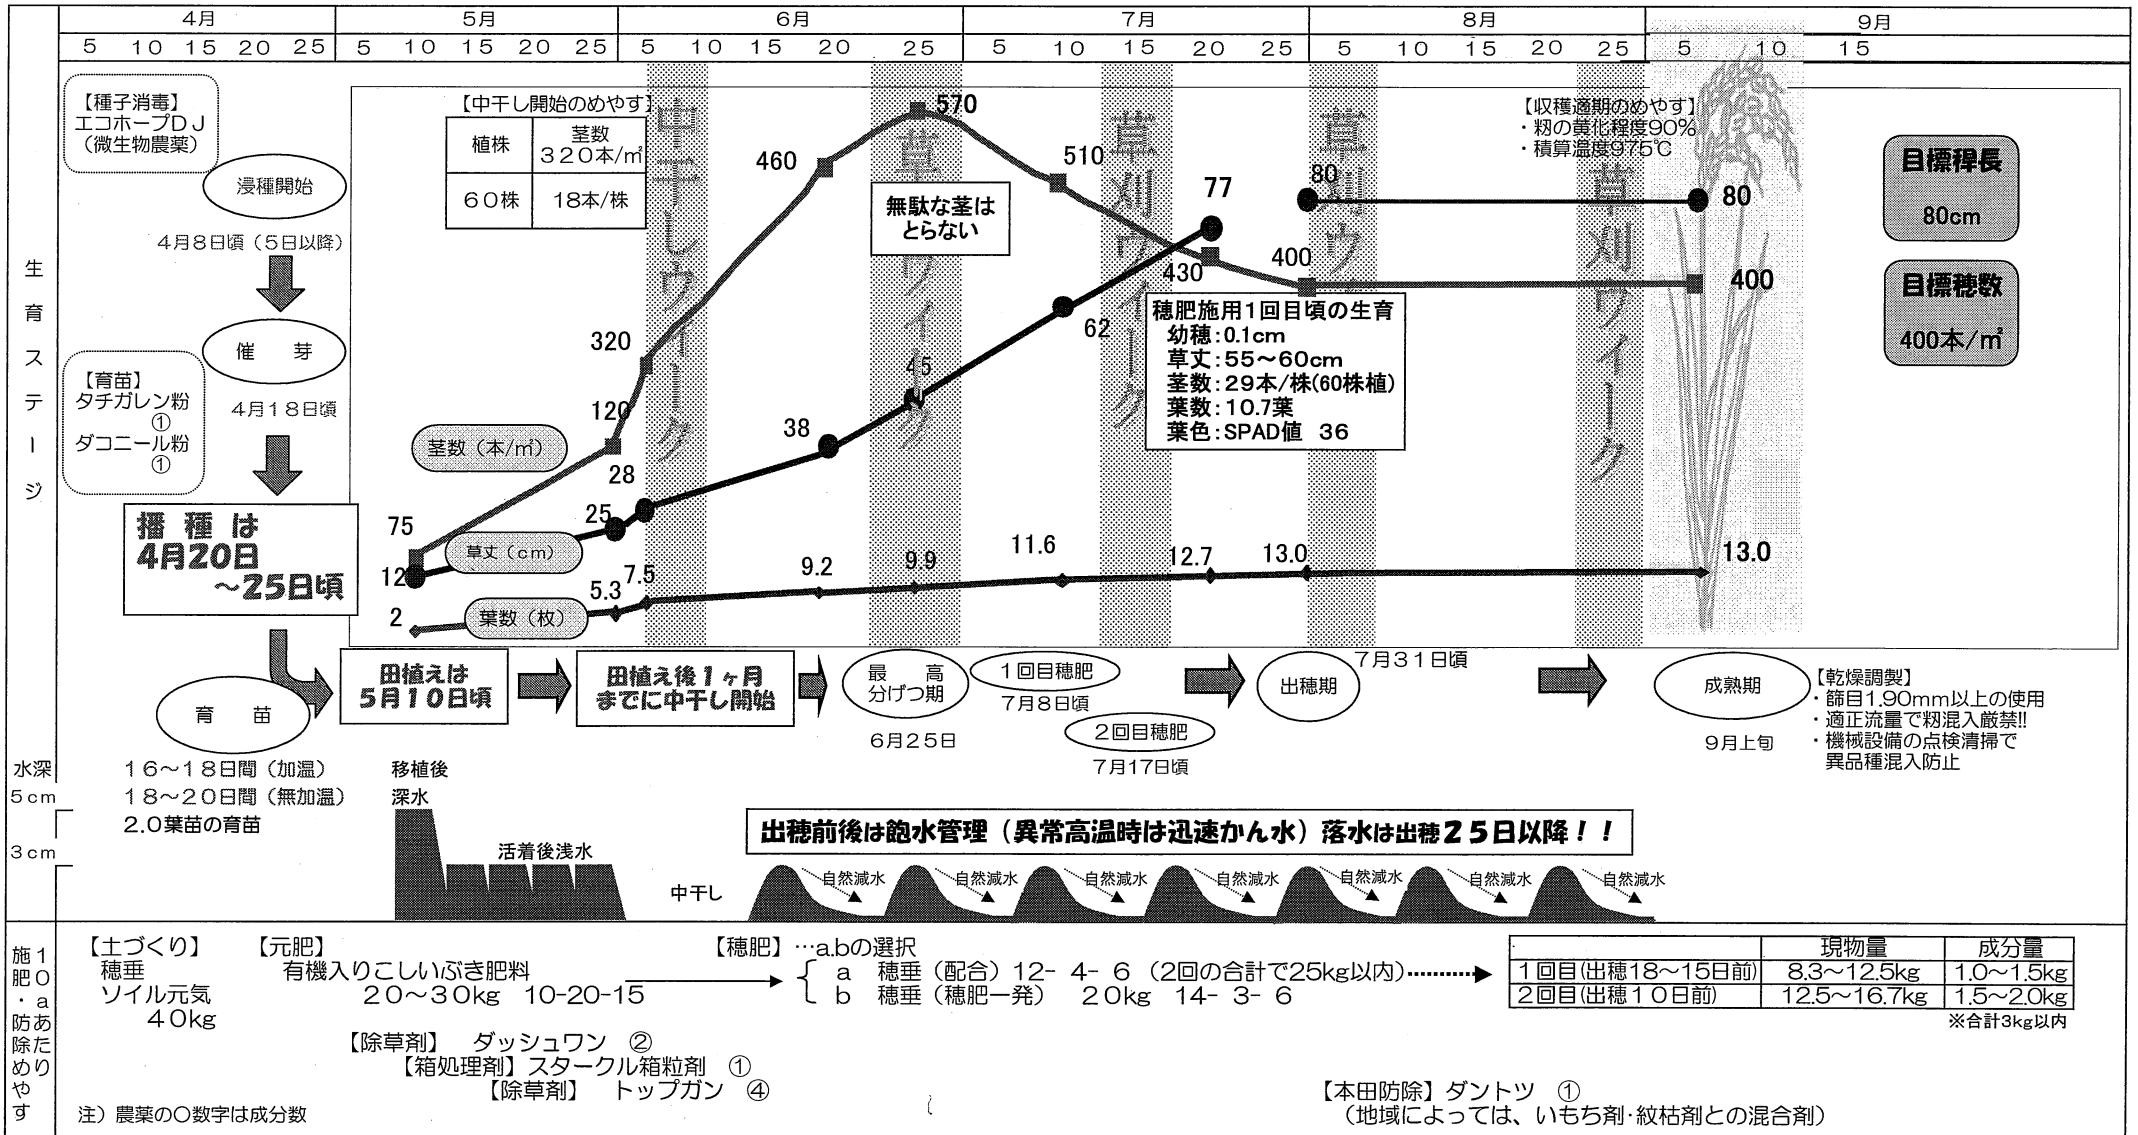 4月 5月 6月 7月 8月 9月
5 10 15 20 25 5 10 15 20 25 5 10 15 20 25 5 10 15 20 25 5 10 15 20 25 5 10 15
生育ステージ
【種子消毒】
エコホープDJ
（微生物農薬）
浸種開始
4月8日頃（5日以降）
催　芽
4月18日頃
【育苗】
タチガレン粉
①
ダコニール粉
①
播種は
4月20日
～25日頃
育　苗
16～18日間（加温）
18～20日間（無加温）
2.0葉苗の育苗
【中干し開始のめやす】
植株 茎数
320本/㎡
60株 18本/株
中干しウィーク
草刈ウィーク
草刈ウィーク
草刈ウィーク
草刈ウィーク
無駄な茎は
とらない
茎数（本/㎡）
75 120 320 460 570 510 430 400 400
草丈（cm）
12 25 28 38 45 62 77 80 80
葉数（枚）
2 5.3 7.5 9.2 9.9 11.6 12.7 13.0 13.0
穂肥施用1回目頃の生育
幼穂：0.1cm
草丈：55～60cm
茎数：29本/株(60株植)
葉数：10.7葉
葉色：SPAD値 36
【収穫適期のめやす】
・籾の黄化程度90%
・積算温度975℃
目標稈長
80cm
目標穂数
400本/㎡
田植えは
5月10日頃
田植え後1ヶ月
までに中干し開始
最　高
分げつ期
6月25日
1回目穂肥
7月8日頃
2回目穂肥
7月17日頃
出穂期
7月31日頃
成熟期
9月上旬
【乾燥調製】
・篩目1.90mm以上の使用
・適正流量で籾混入厳禁!!
・機械設備の点検清掃で
異品種混入防止
水深
5cm
3cm
移植後
深水
活着後浅水
中干し
出穂前後は飽水管理（異常高温時は迅速かん水）落水は出穂25日以降！！
自然減水 自然減水 自然減水 自然減水 自然減水 自然減水 自然減水
10aあたり
施肥・防除めやす
【土づくり】
穂垂
ソイル元気
40kg
【元肥】
有機入りこしいぶき肥料
20～30kg 10-20-15
【穂肥】…a.bの選択
a 穂垂（配合）12- 4- 6 （2回の合計で25kg以内）
b 穂垂（穂肥一発） 20kg 14- 3- 6
現物量 成分量
1回目(出穂18～15日前) 8.3～12.5kg 1.0～1.5kg
2回目(出穂10日前) 12.5～16.7kg 1.5～2.0kg
※合計3kg以内
【除草剤】 ダッシュワン ②
【箱処理剤】スタークル箱粒剤 ①
【除草剤】 トップガン ④
【本田防除】ダントツ ①
（地域によっては、いもち剤･紋枯剤との混合剤）
注）農薬の○数字は成分数